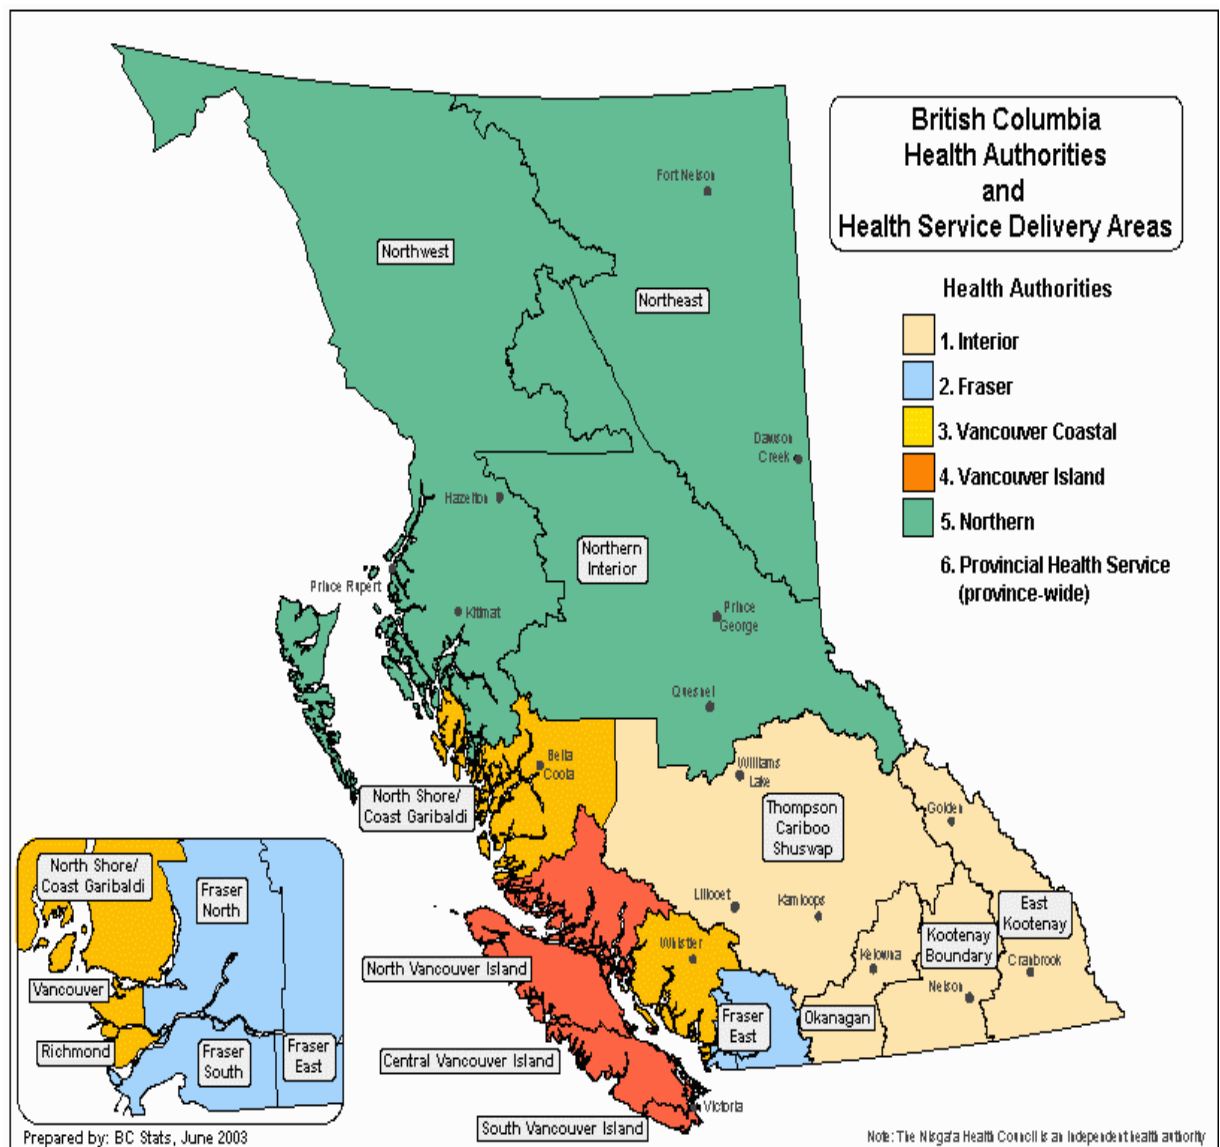 British Columbia
Health Authorities
and
Health Service Delivery Areas
Health Authorities
1. Interior
2. Fraser
3. Vancouver Coastal
4. Vancouver Island
5. Northern
6. Provincial Health Service
(province-wide)
Fort Nelson
Northwest
Northeast
Dawson
Creek
Hazelton
Northern
Interior
Prince Rupert
Kitimat
Prince
George
Quesnel
Bella
Coola
Williams
Lake
North Shore/
Coast Garibaldi
Thompson
Cariboo
Shuswap
Golden
Lillooet
Kamloops
East
Kootenay
Kootenay
Boundary
Whistler
Kelowna
Cranbrook
Nelson
North Vancouver Island
Fraser
East
Okanagan
Central Vancouver Island
Victoria
South Vancouver Island
North Shore/
Coast Garibaldi
Fraser
North
Vancouver
Richmond
Fraser
South
Fraser
East
Prepared by: BC Stats, June 2003
Note: The Nisga'a Health Council is an independent health authority